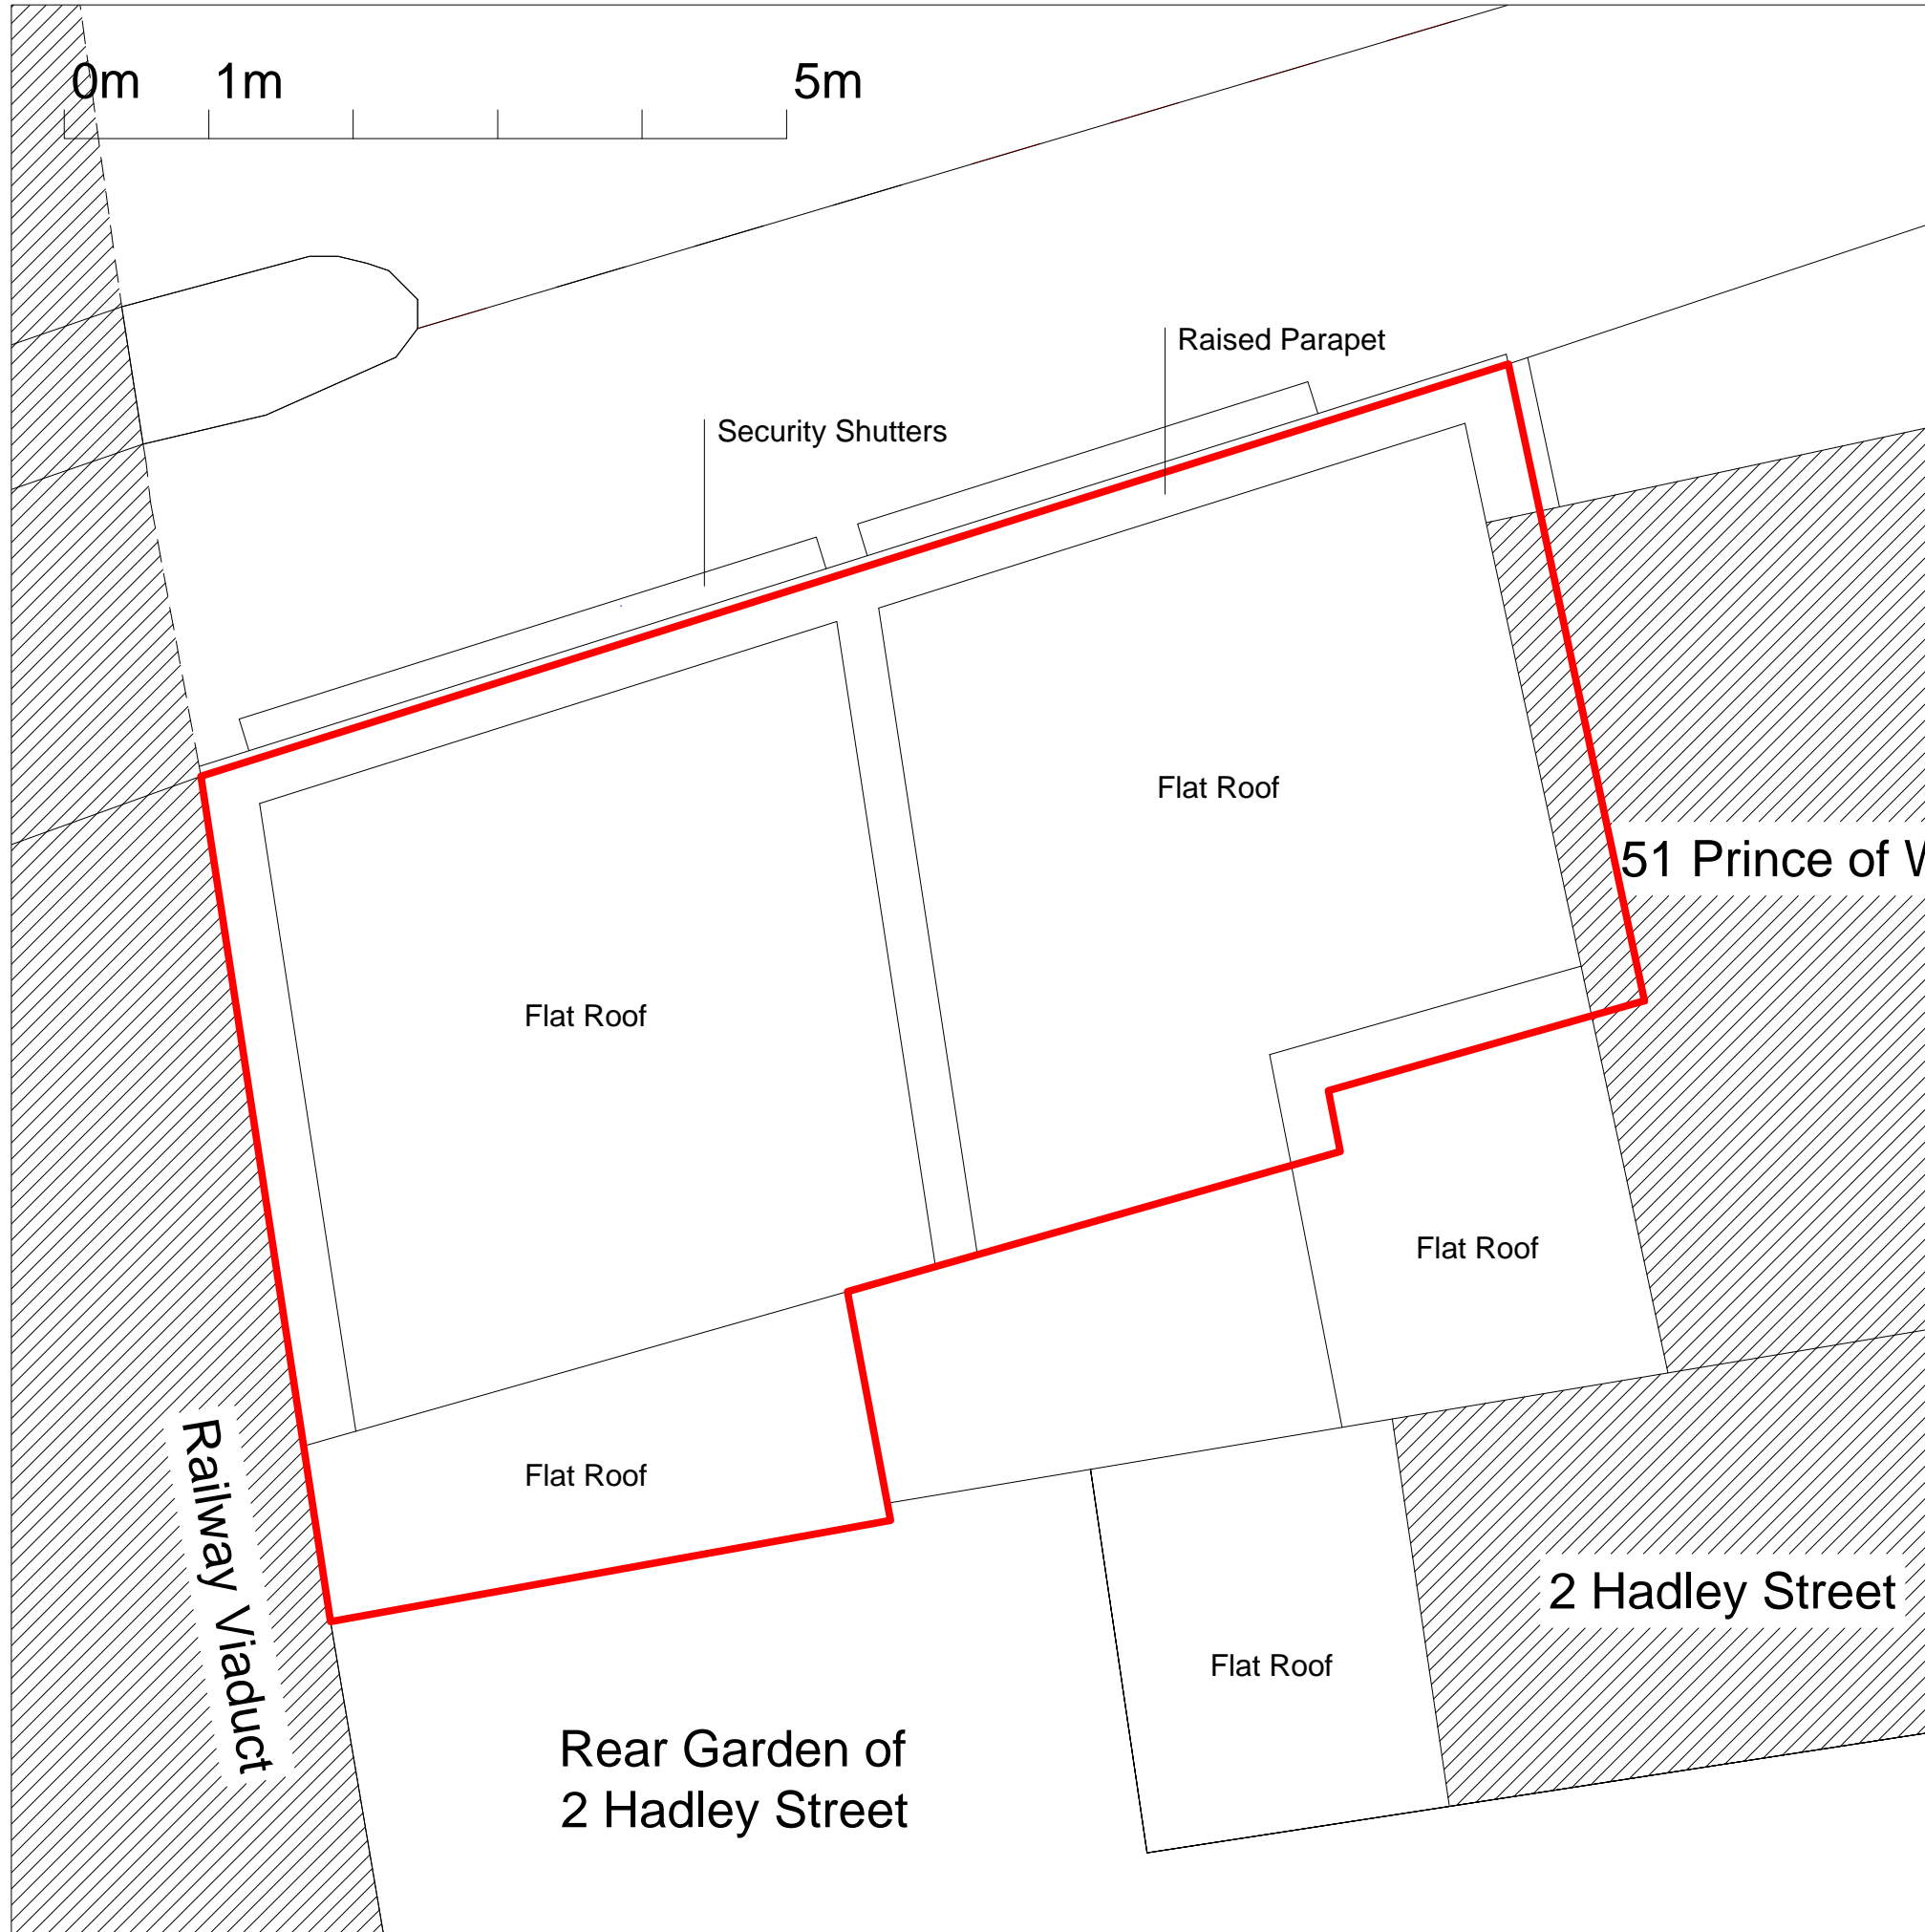 0m 1m 5m
Raised Parapet
Security Shutters
Flat Roof
51 Prince of
Flat Roof
Flat Roof
Flat Roof
Railway Viaduct
2 Hadley Street
Flat Roof
Rear Garden of
2 Hadley Street